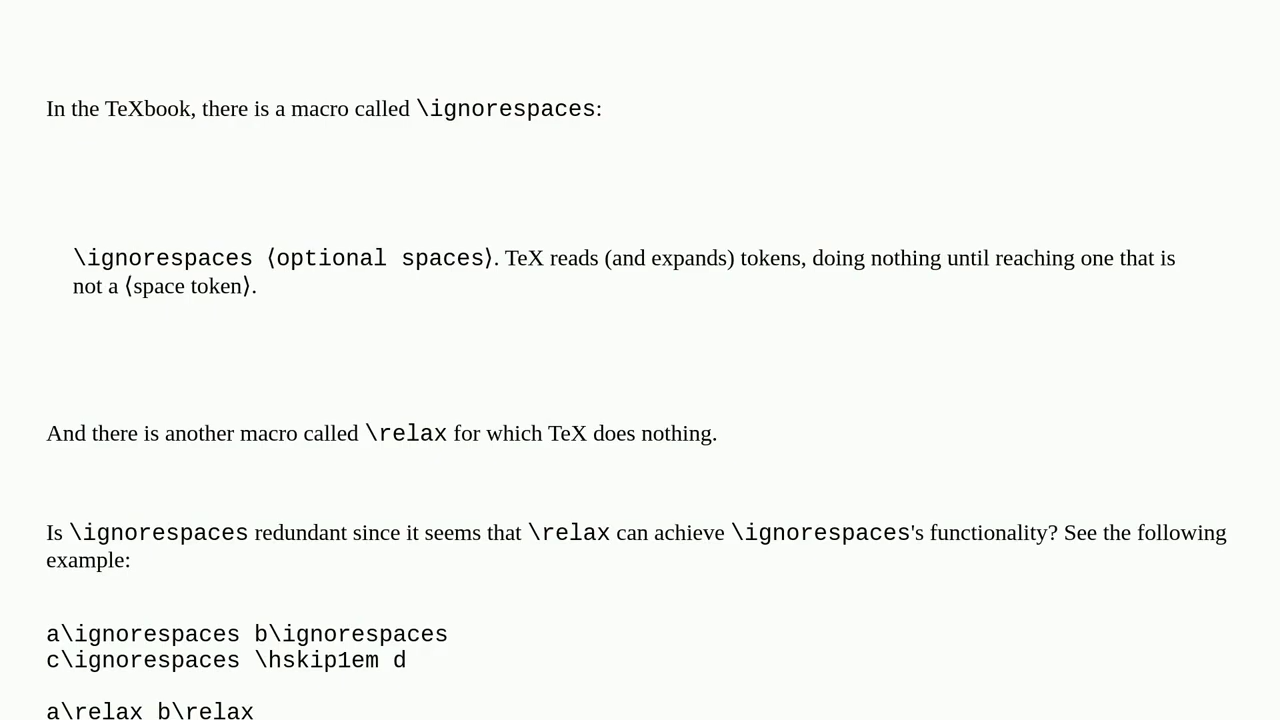 In the TeXbook, there is a macro called \ignorespaces:
\ignorespaces ⟨optional spaces⟩. TeX reads (and expands) tokens, doing nothing until reaching one that is
not a ⟨space token⟩.
And there is another macro called \relax for which TeX does nothing.
Is \ignorespaces redundant since it seems that \relax can achieve \ignorespaces's functionality? See the following
example:
a\ignorespaces b\ignorespaces
c\ignorespaces \hskip1em d
a\relax b\relax